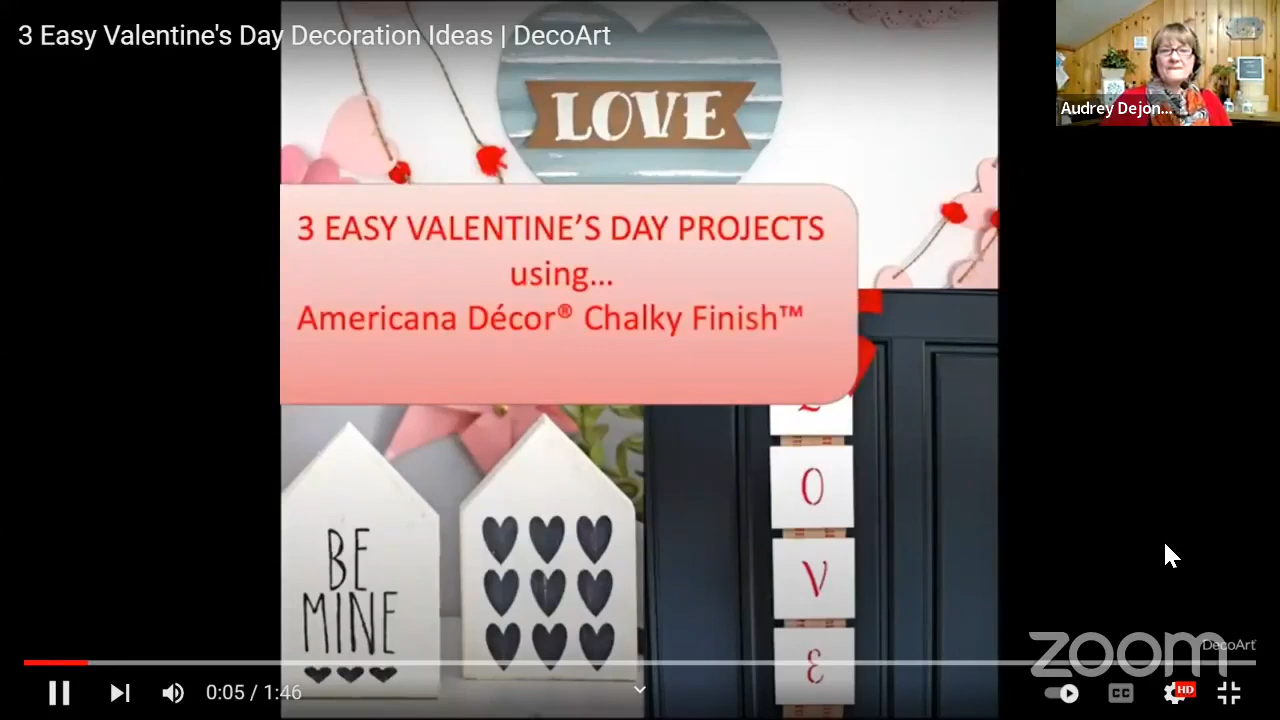 3 Easy Valentine's Day Decoration Ideas | DecoArt
Audrey Dejon...
LOVE
3 EASY VALENTINE'S DAY PROJECTS
using...
Americana Décor® Chalky Finish™
L
O
V
E
BE
MINE
DecoArt
zoom
0:05 / 1:46
CC
HD